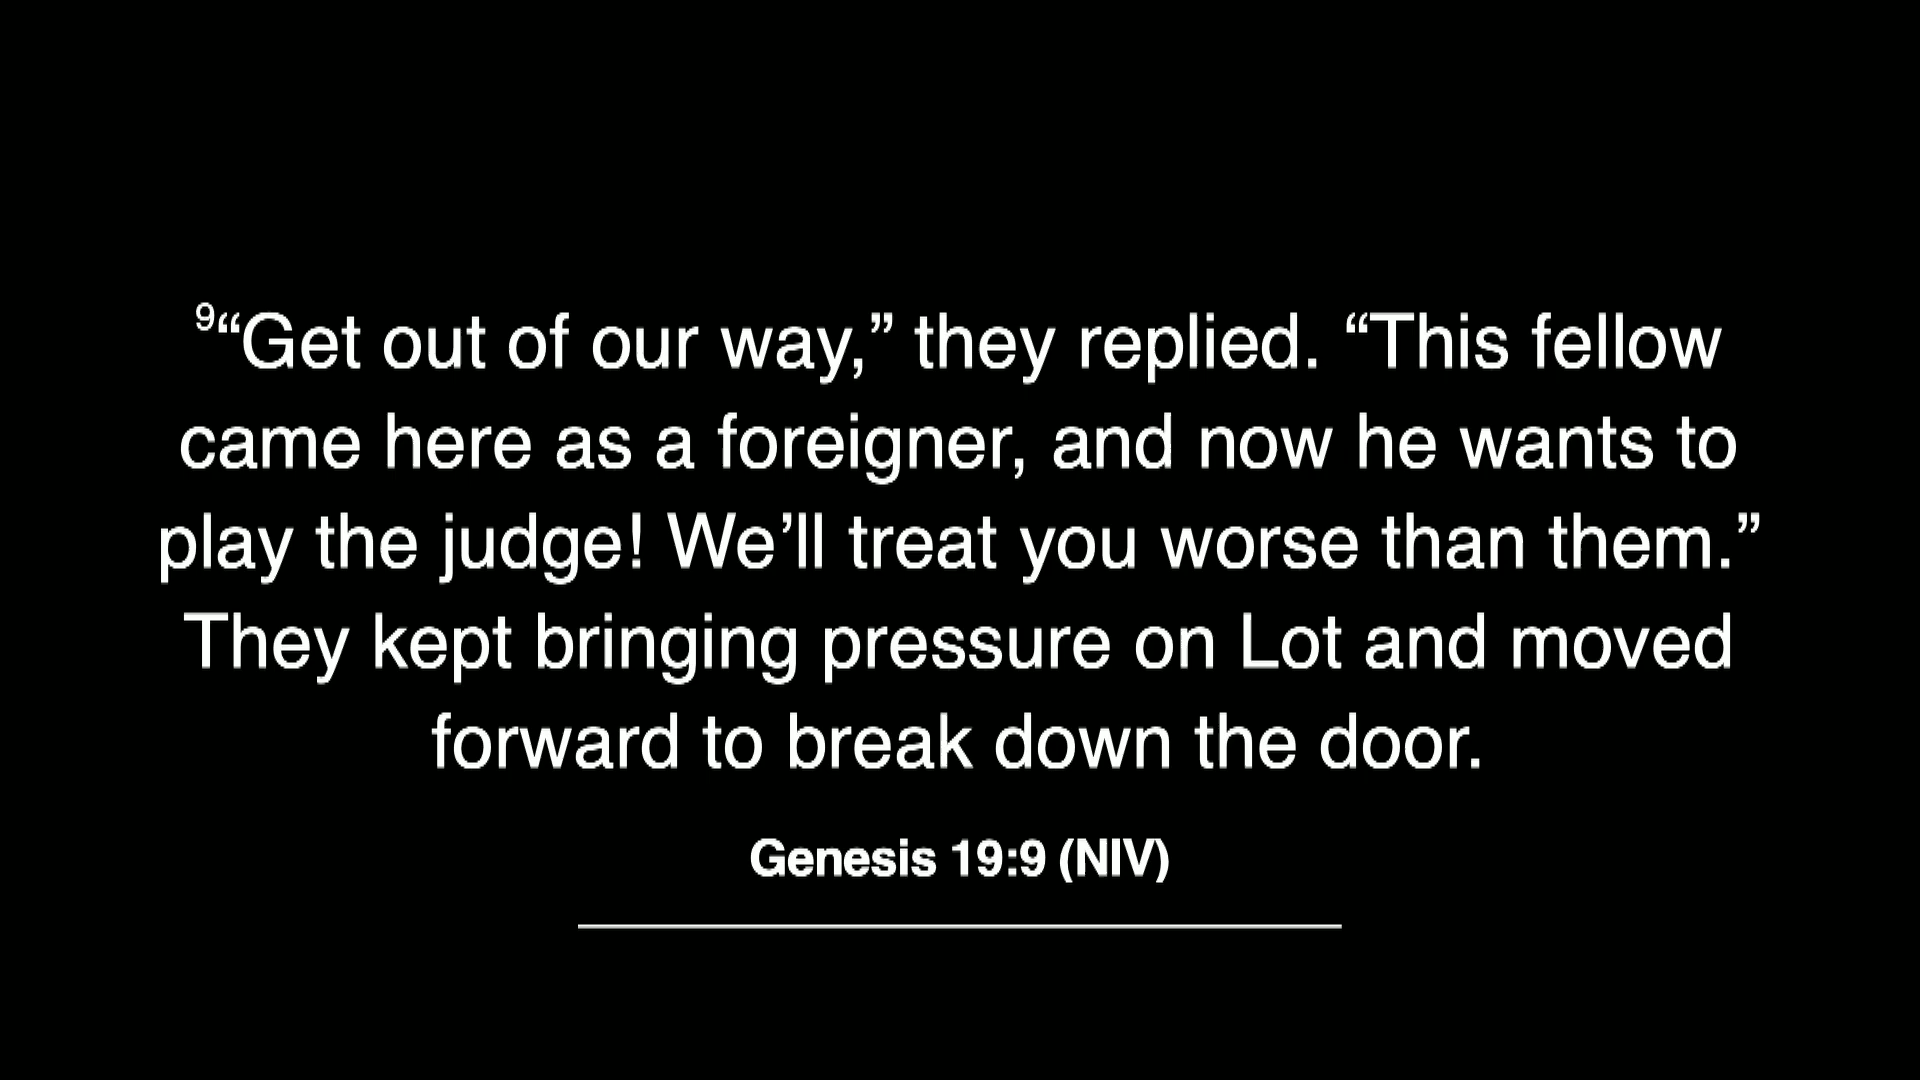 ⁹“Get out of our way,” they replied. “This fellow
came here as a foreigner, and now he wants to
play the judge! We’ll treat you worse than them.”
They kept bringing pressure on Lot and moved
forward to break down the door.
Genesis 19:9 (NIV)